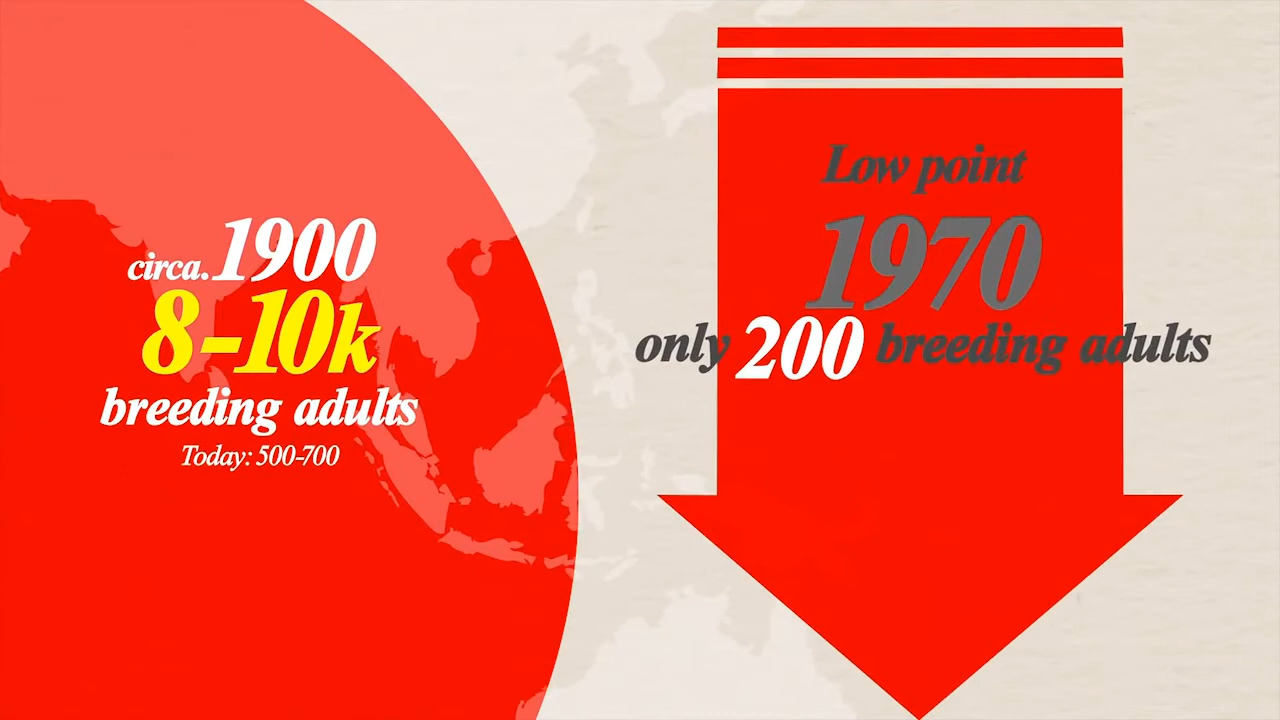 circa.1900
8-10k
breeding adults
Today: 500-700
Low point
1970
only 200 breeding adults